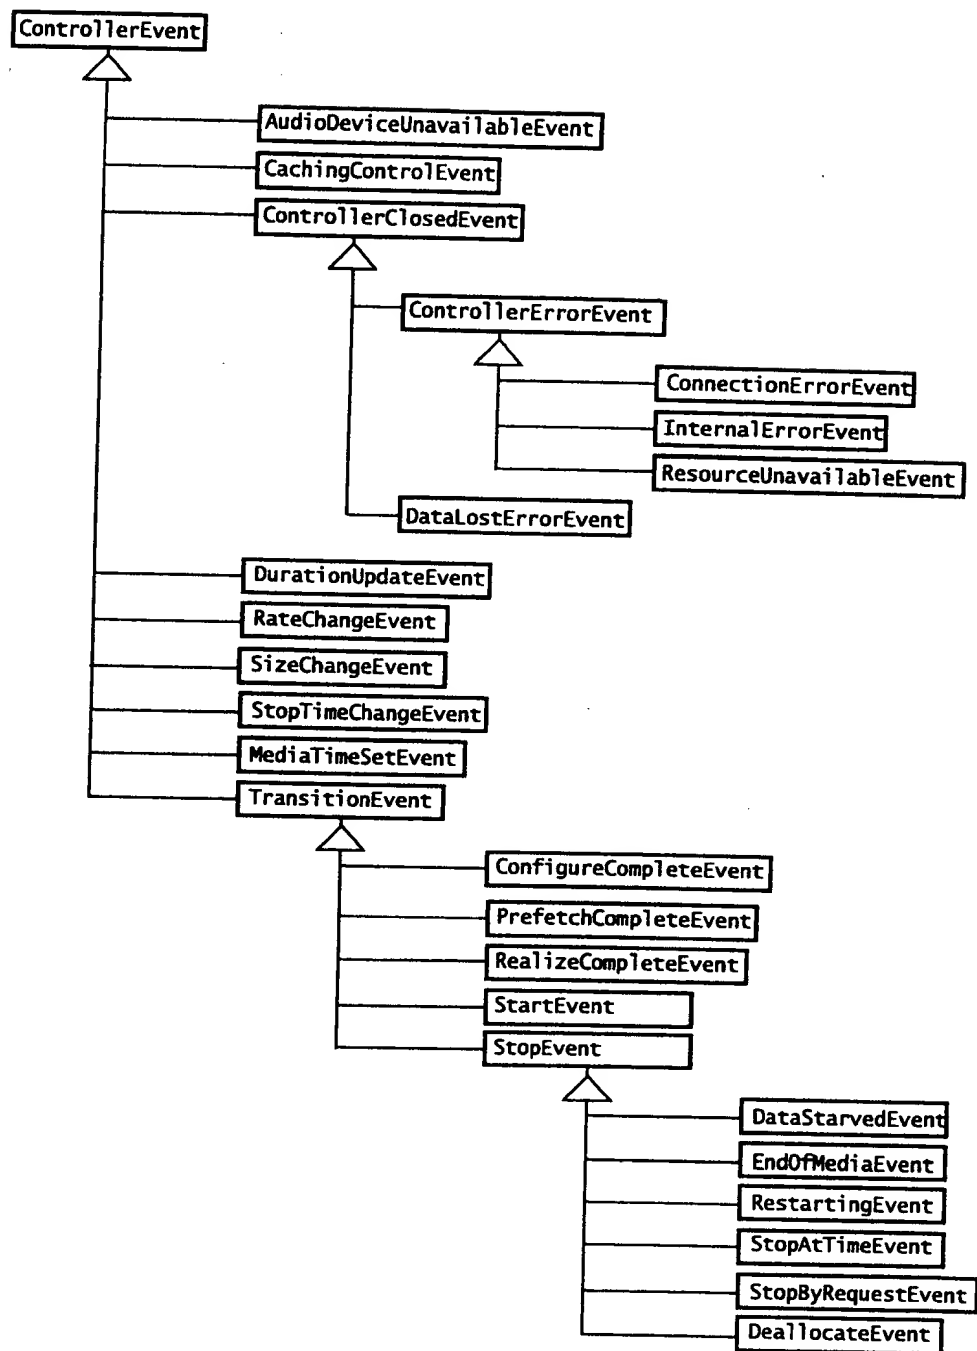 ControllerEvent
AudioDeviceUnavailableEvent
CachingControlEvent
ControllerClosedEvent
ControllerErrorEvent
ConnectionErrorEvent
InternalErrorEvent
ResourceUnavailableEvent
DataLostErrorEvent
DurationUpdateEvent
RateChangeEvent
SizeChangeEvent
StopTimeChangeEvent
MediaTimeSetEvent
TransitionEvent
ConfigureCompleteEvent
PrefetchCompleteEvent
RealizeCompleteEvent
StartEvent
StopEvent
DataStarvedEvent
EndOfMediaEvent
RestartingEvent
StopAtTimeEvent
StopByRequestEvent
DeallocateEvent